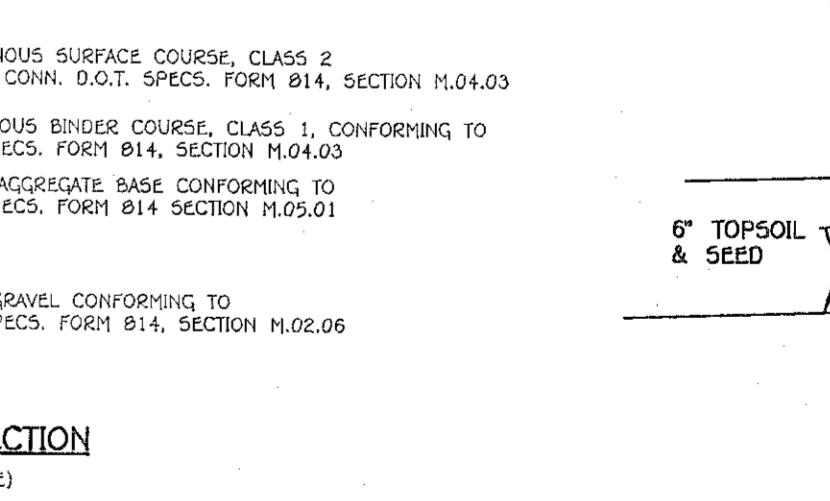 NOUS SURFACE COURSE, CLASS 2
CONN. D.O.T. SPECS. FORM 814, SECTION M.04.03
OUS BINDER COURSE, CLASS 1, CONFORMING TO
ECS. FORM 814, SECTION M.04.03
AGGREGATE BASE CONFORMING TO
ECS. FORM 814 SECTION M.05.01
6" TOPSOIL
& SEED
GRAVEL CONFORMING TO
PECS. FORM 814, SECTION M.02.06
CTION
E)